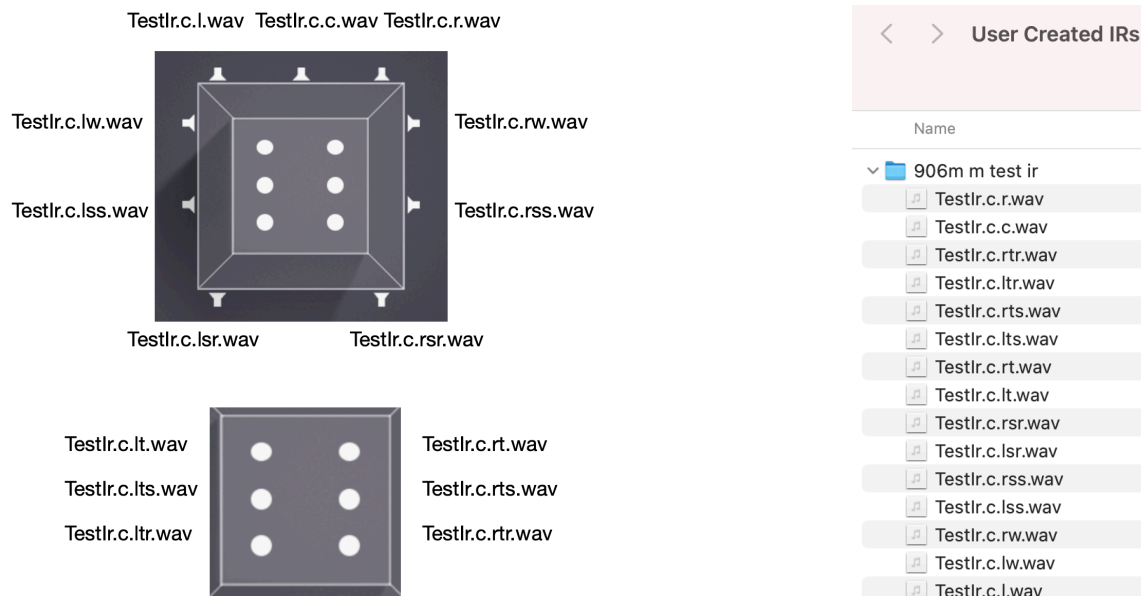 TestIr.c.l.wav TestIr.c.c.wav TestIr.c.r.wav
TestIr.c.lw.wav
TestIr.c.rw.wav
TestIr.c.lss.wav
TestIr.c.rss.wav
TestIr.c.lsr.wav
TestIr.c.rsr.wav
TestIr.c.lt.wav
TestIr.c.rt.wav
TestIr.c.lts.wav
TestIr.c.rts.wav
TestIr.c.ltr.wav
TestIr.c.rtr.wav
User Created IRs
Name
906m m test ir
TestIr.c.r.wav
TestIr.c.c.wav
TestIr.c.rtr.wav
TestIr.c.ltr.wav
TestIr.c.rts.wav
TestIr.c.lts.wav
TestIr.c.rt.wav
TestIr.c.lt.wav
TestIr.c.rsr.wav
TestIr.c.lsr.wav
TestIr.c.rss.wav
TestIr.c.lss.wav
TestIr.c.rw.wav
TestIr.c.lw.wav
TestIr.c.l.wav